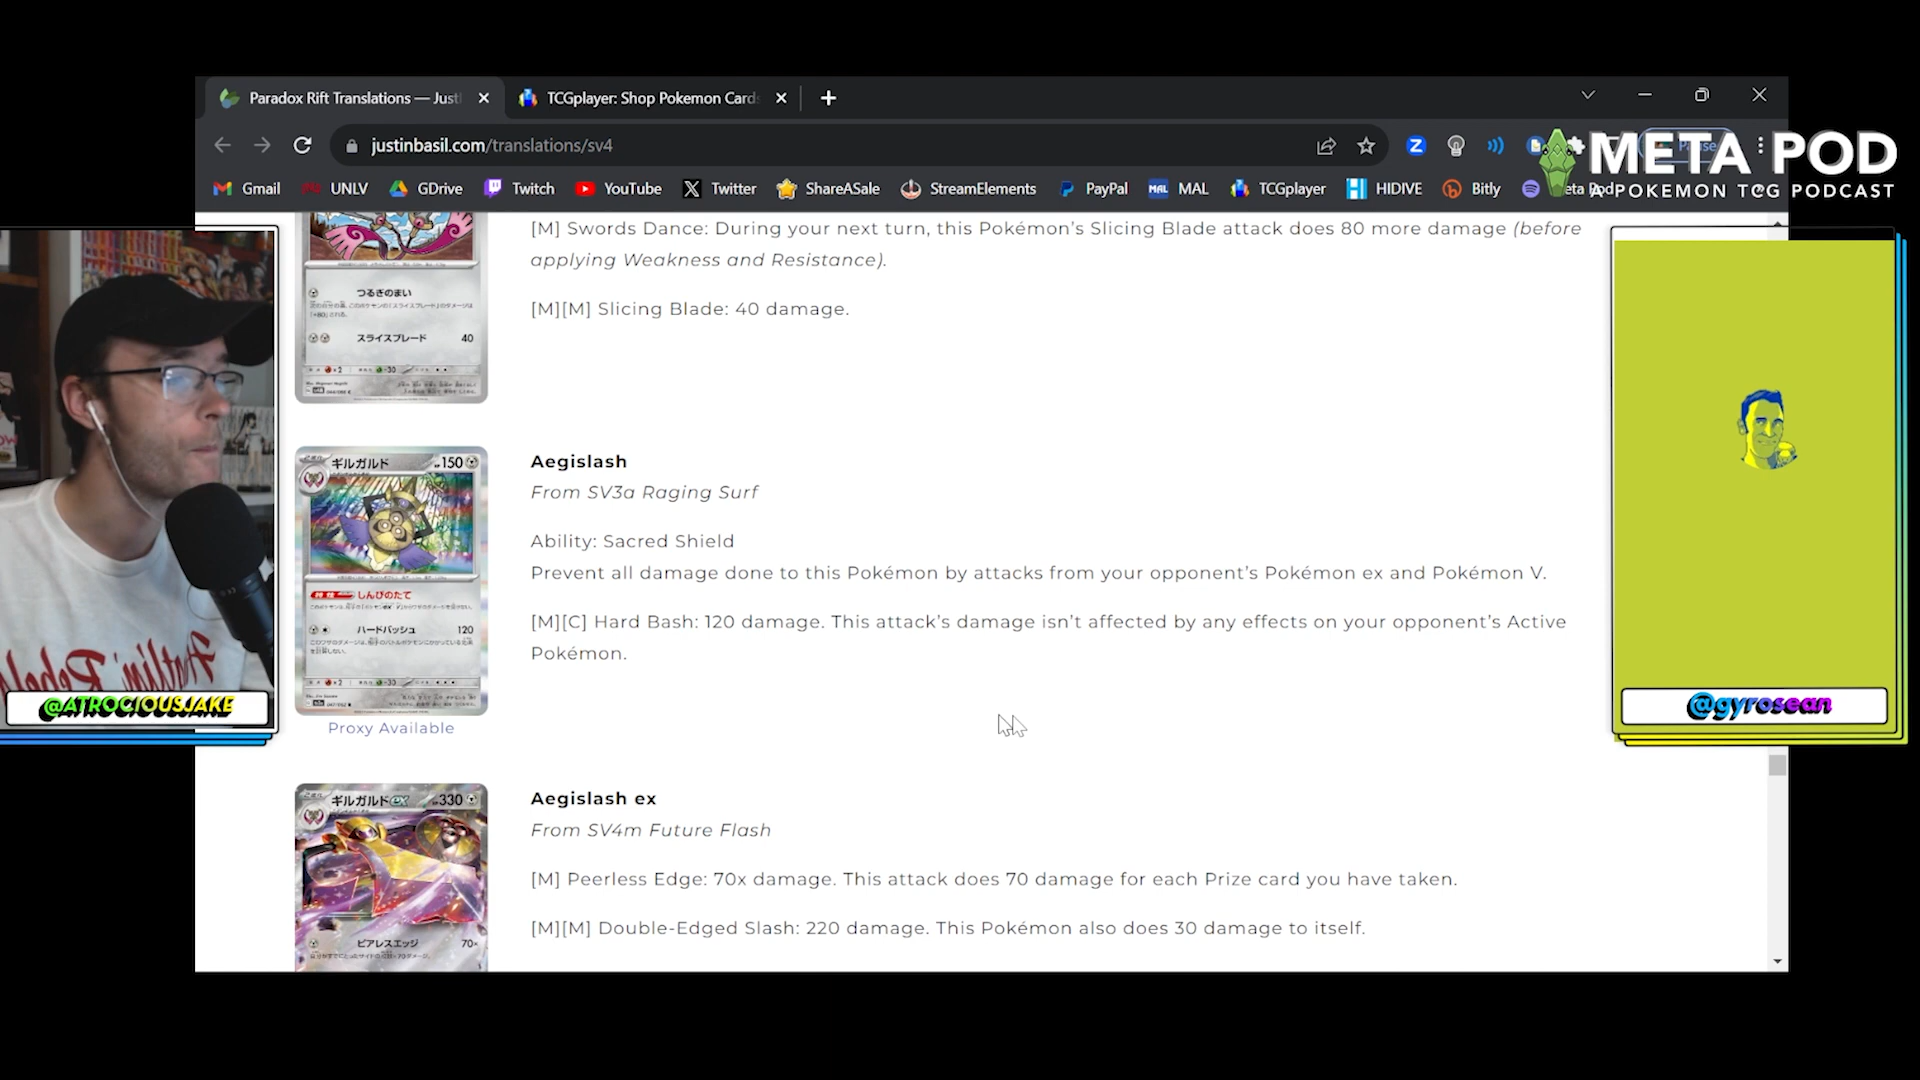 Paradox Rift Translations — Just
TCGplayer: Shop Pokemon Cards
justinbasil.com/translations/sv4
META POD
A POKEMON TCG PODCAST
Gmail
UNLV
GDrive
Twitch
YouTube
Twitter
ShareASale
StreamElements
PayPal
MAL
TCGplayer
HIDIVE
Bitly
[M] Swords Dance: During your next turn, this Pokémon's Slicing Blade attack does 80 more damage (before
applying Weakness and Resistance).
[M][M] Slicing Blade: 40 damage.
つるぎのまい
スライスブレード 40
ギルガルド 150
しんぴのたて
ハードバッシュ 120
Proxy Available
Aegislash
From SV3a Raging Surf
Ability: Sacred Shield
Prevent all damage done to this Pokémon by attacks from your opponent's Pokémon ex and Pokémon V.
[M][C] Hard Bash: 120 damage. This attack's damage isn't affected by any effects on your opponent's Active
Pokémon.
ギルガルドex 330
ピアレスエッジ 70×
Aegislash ex
From SV4m Future Flash
[M] Peerless Edge: 70x damage. This attack does 70 damage for each Prize card you have taken.
[M][M] Double-Edged Slash: 220 damage. This Pokémon also does 30 damage to itself.
@ATROCIOUSJAKE
@gyrosean